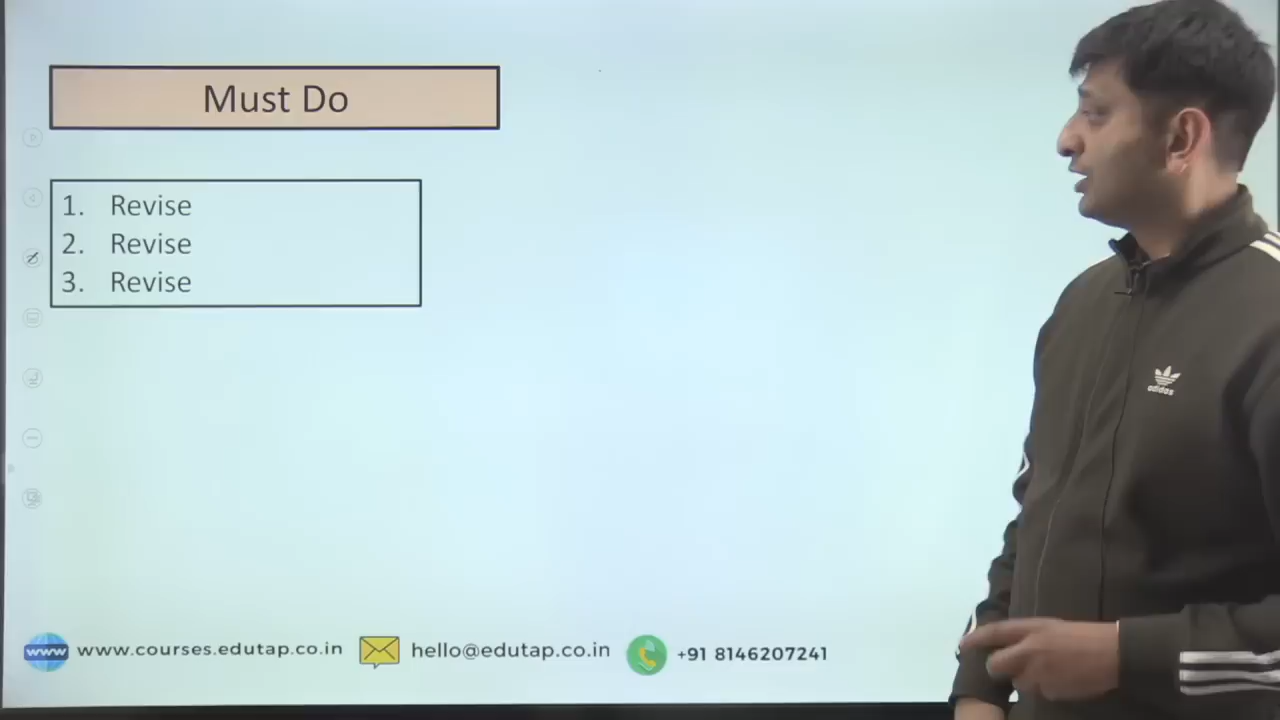 Must Do
1. Revise
2. Revise
3. Revise
adidas
www www.courses.edutap.co.in hello@edutap.co.in +91 8146207241